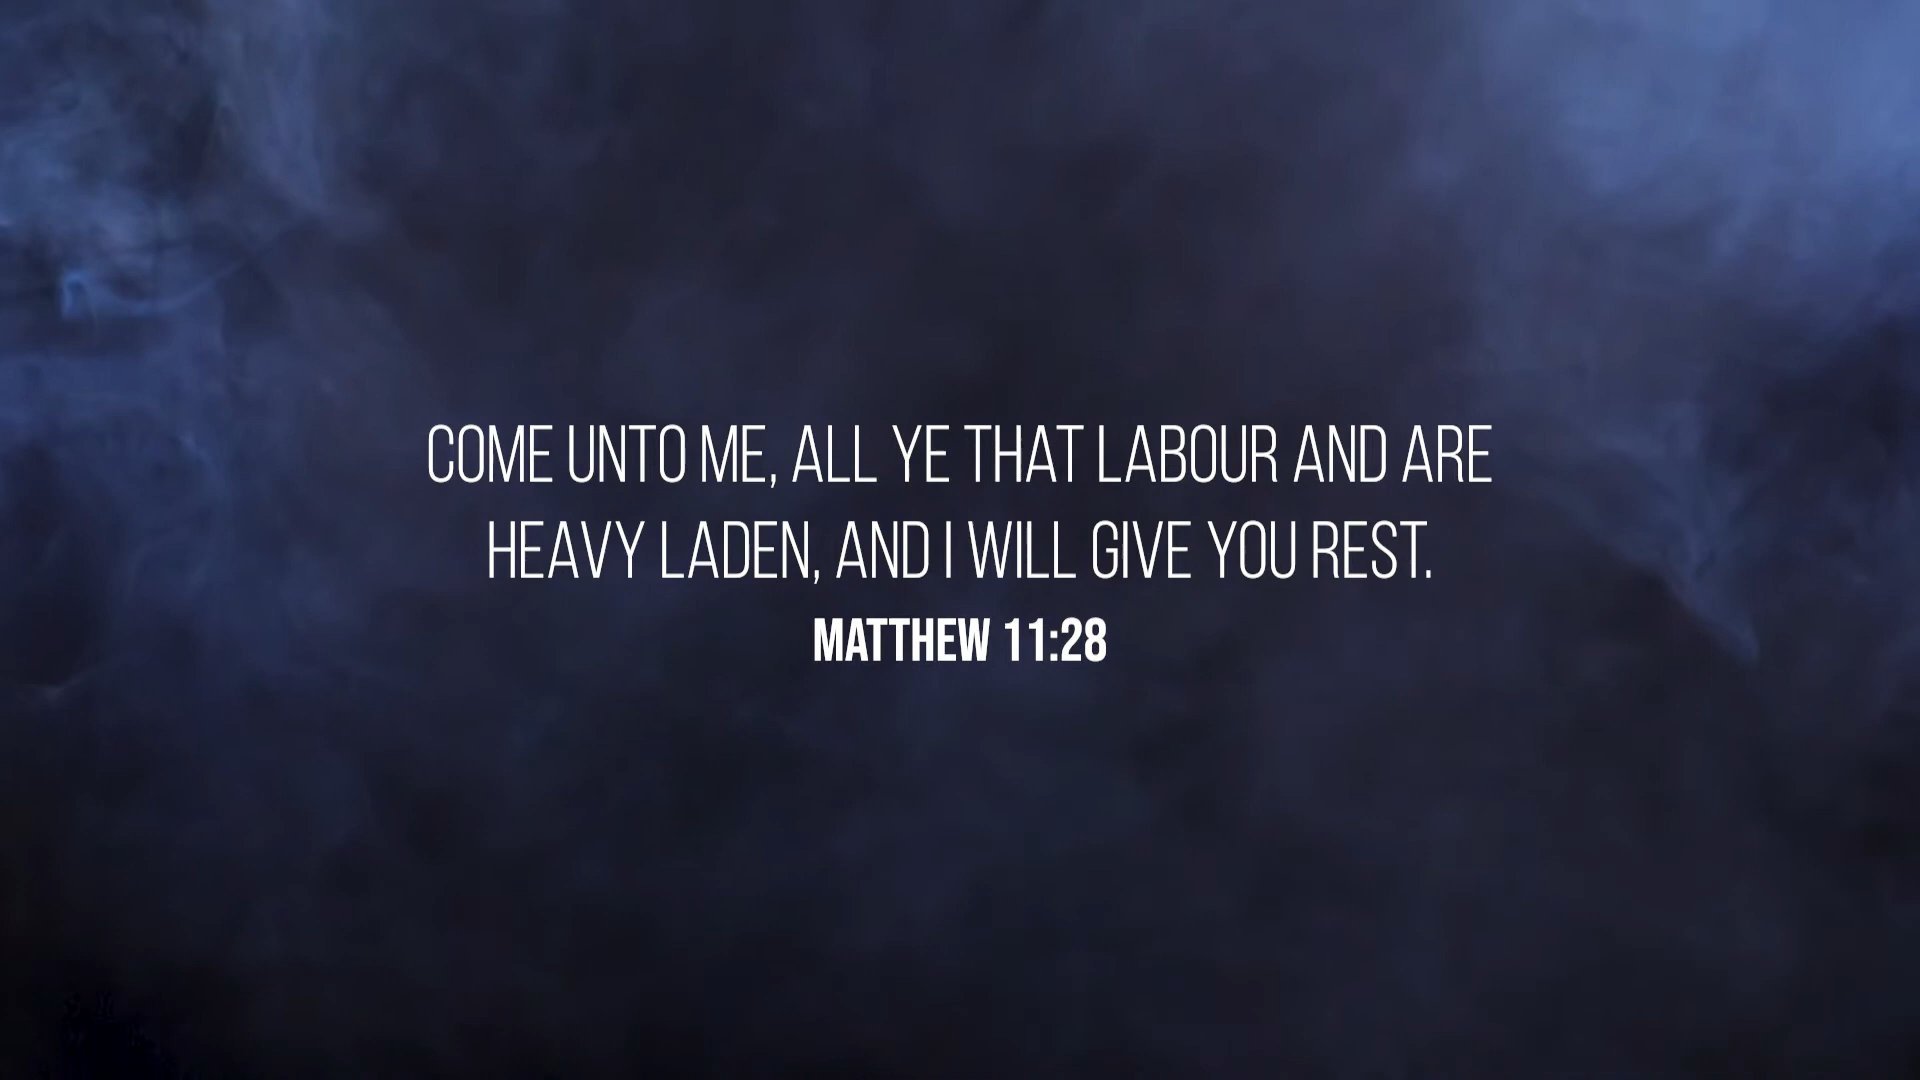 COME UNTO ME, ALL YE THAT LABOUR AND ARE
HEAVY LADEN, AND I WILL GIVE YOU REST.
MATTHEW 11:28